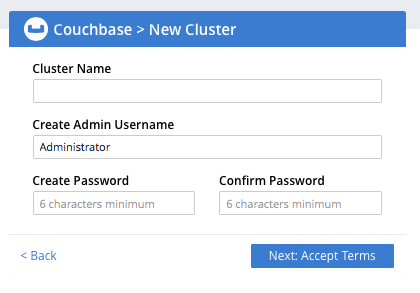 Couchbase > New Cluster
Cluster Name
Create Admin Username
Administrator
Create Password Confirm Password
6 characters minimum 6 characters minimum
< Back Next: Accept Terms